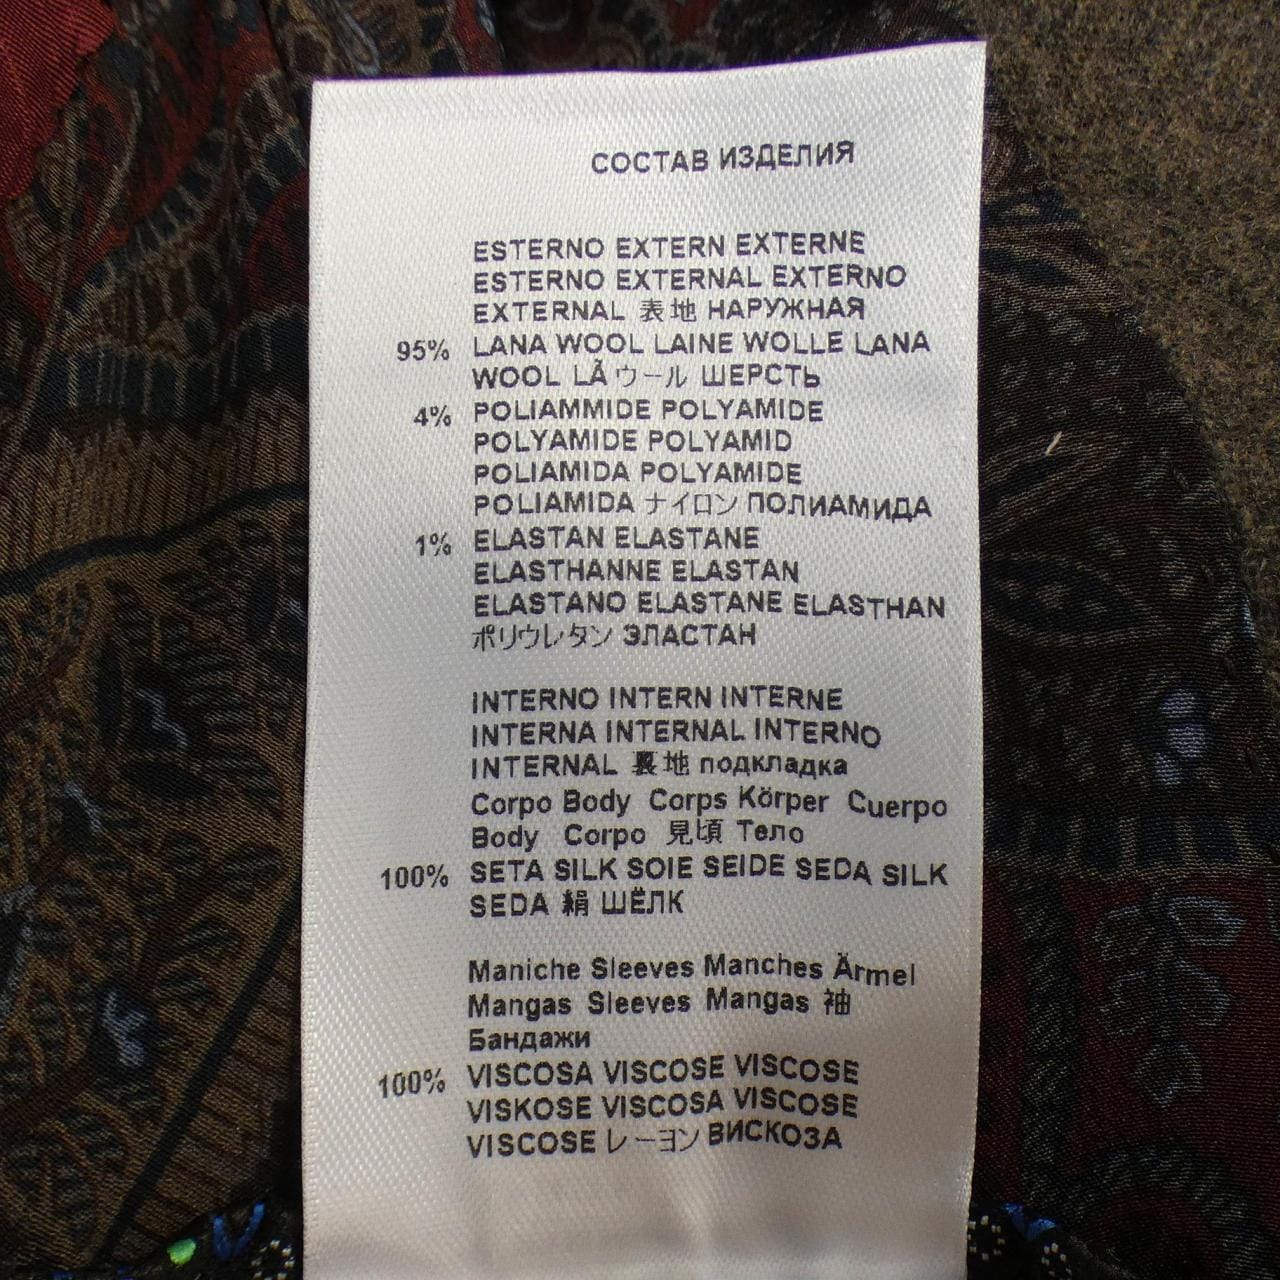 СОСТАВ ИЗДЕЛИЯ
ESTERNO EXTERN EXTERNE
ESTERNO EXTERNAL EXTERNO
EXTERNAL 表地 НАРУЖНАЯ
95% LANA WOOL LAINE WOLLE LANA
WOOL LÃ ウール ШЕРСТЬ
4% POLIAMMIDE POLYAMIDE
POLYAMIDE POLYAMID
POLIAMIDA POLYAMIDE
POLIAMIDA ナイロン ПОЛИАМИДА
1% ELASTAN ELASTANE
ELASTHANNE ELASTAN
ELASTANO ELASTANE ELASTHAN
ポリウレタン ЭЛАСТАН
INTERNO INTERN INTERNE
INTERNA INTERNAL INTERNO
INTERNAL 裏地 подкладка
Corpo Body Corps Körper Cuerpo
Body Corpo 見頃 Тело
100% SETA SILK SOIE SEIDE SEDA SILK
SEDA 絹 ШЁЛК
Maniche Sleeves Manches Ärmel
Mangas Sleeves Mangas 袖
Бандажи
100% VISCOSA VISCOSE VISCOSE
VISKOSE VISCOSA VISCOSE
VISCOSE レーヨン ВИСКОЗА